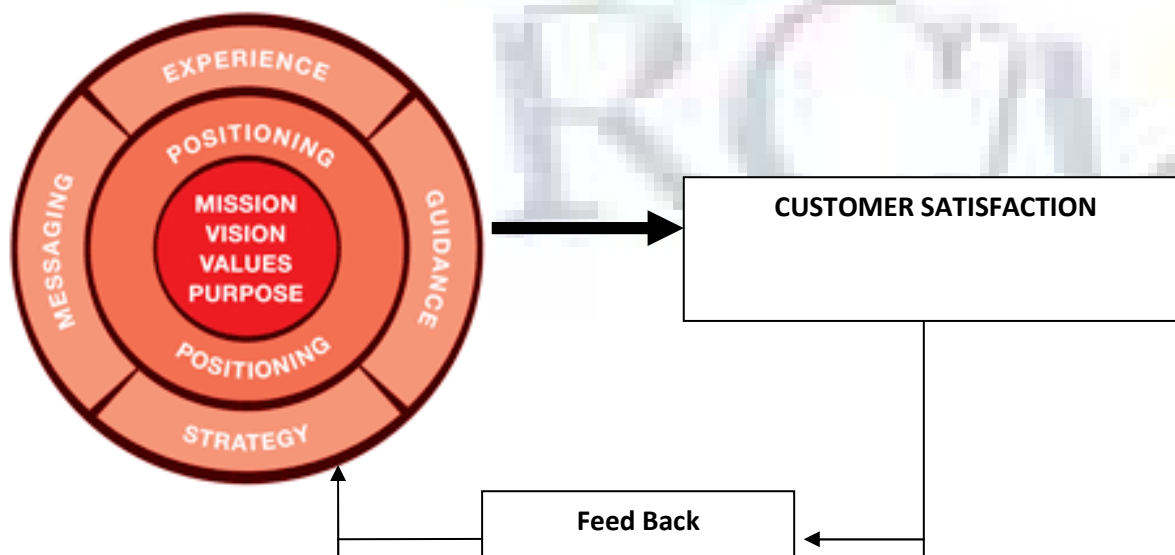 EXPERIENCE
POSITIONING
MESSAGING
MISSION
VISION
VALUES
PURPOSE
GUIDANCE
POSITIONING
STRATEGY
CUSTOMER SATISFACTION
Feed Back